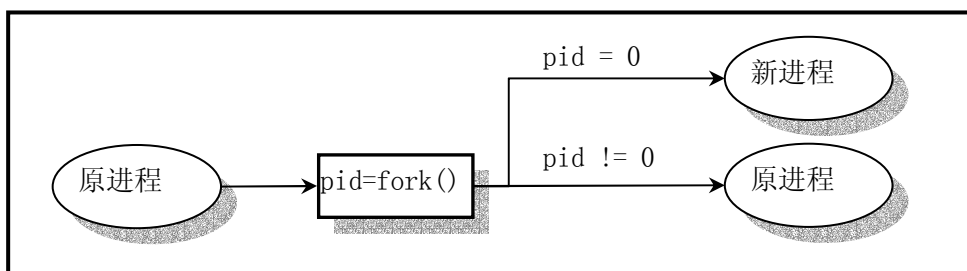 pid = 0
新进程
原进程
pid=fork()
pid != 0
原进程